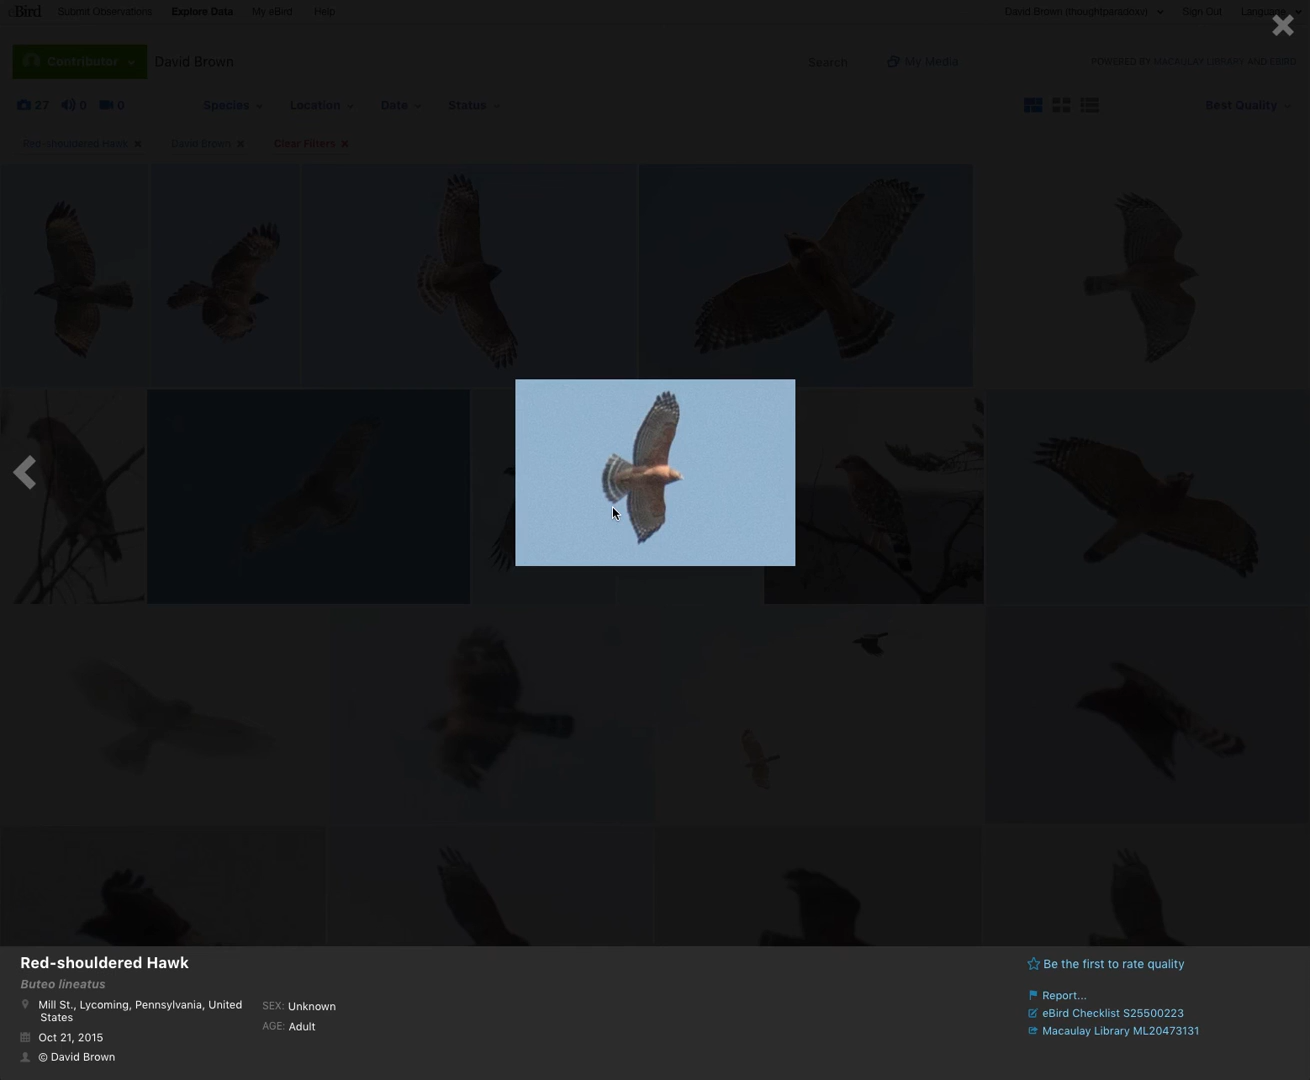 eBird Submit Observations Explore Data My eBird Help David Brown (thoughtparadox) Sign Out Language
Contributor David Brown Search My Media POWERED BY MACAULAY LIBRARY AND EBIRD
27 0 0 Species Location Date Status Best Quality
Red-shouldered Hawk × David Brown × Clear Filters ×
Red-shouldered Hawk
Buteo lineatus
Mill St., Lycoming, Pennsylvania, United
States
Oct 21, 2015
© David Brown
SEX: Unknown
AGE: Adult
Be the first to rate quality
Report...
eBird Checklist S25500223
Macaulay Library ML20473131